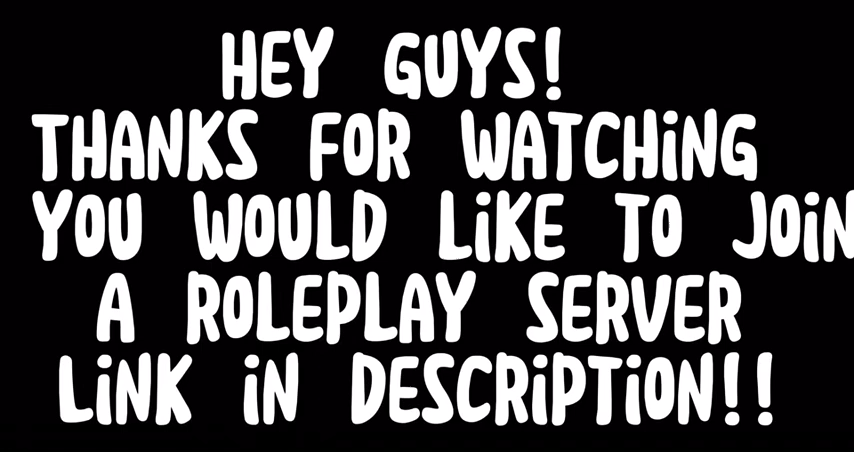 HEY GUYS!
THANKS FOR WATCHING
YOU WOULD LIKE TO JOIN
A ROLEPLAY SERVER
LINK IN DESCRIPTION!!